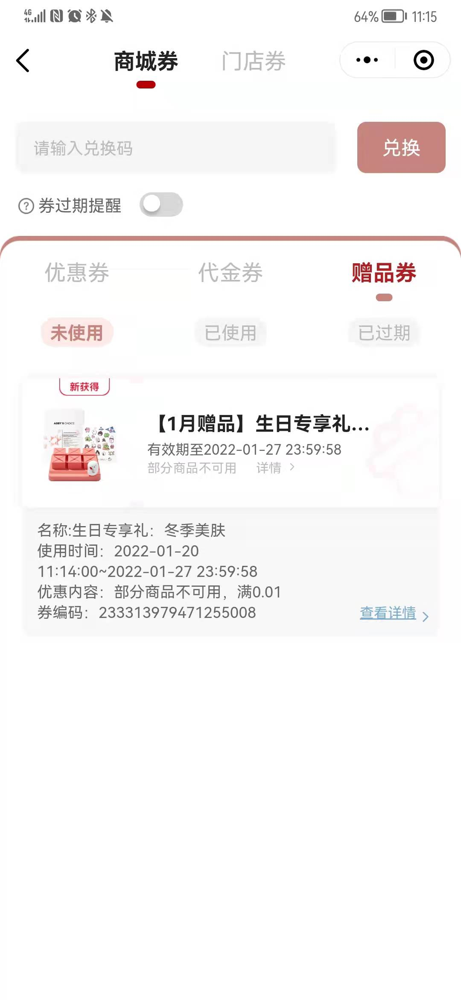 4G
64% 11:15
商城券 门店券
请输入兑换码 兑换
券过期提醒
优惠券 代金券 赠品券
未使用 已使用 已过期
新获得
ABBY'S CHOICE
【1月赠品】生日专享礼...
有效期至2022-01-27 23:59:58
部分商品不可用 详情 >
名称:生日专享礼：冬季美肤
使用时间：2022-01-20
11:14:00~2022-01-27 23:59:58
优惠内容：部分商品不可用，满0.01
券编码：233313979471255008
查看详情 >